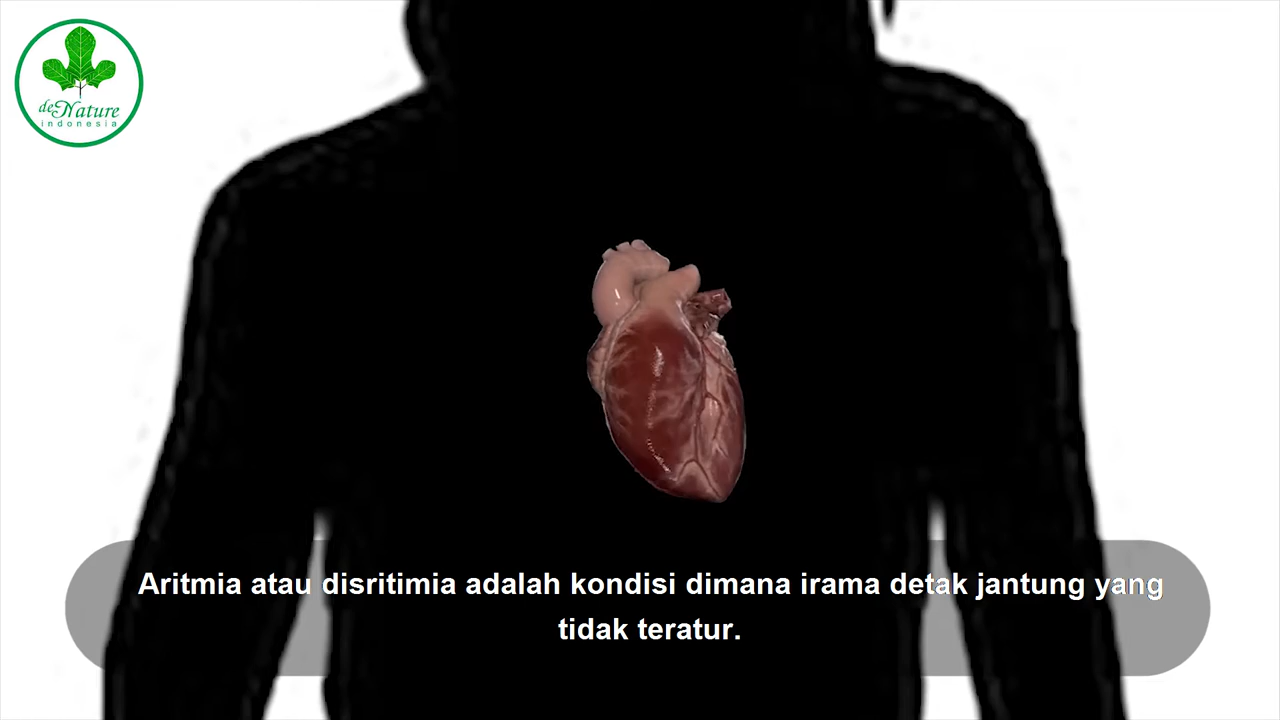 deNature
indonesia
Aritmia atau disritimia adalah kondisi dimana irama detak jantung yang
tidak teratur.